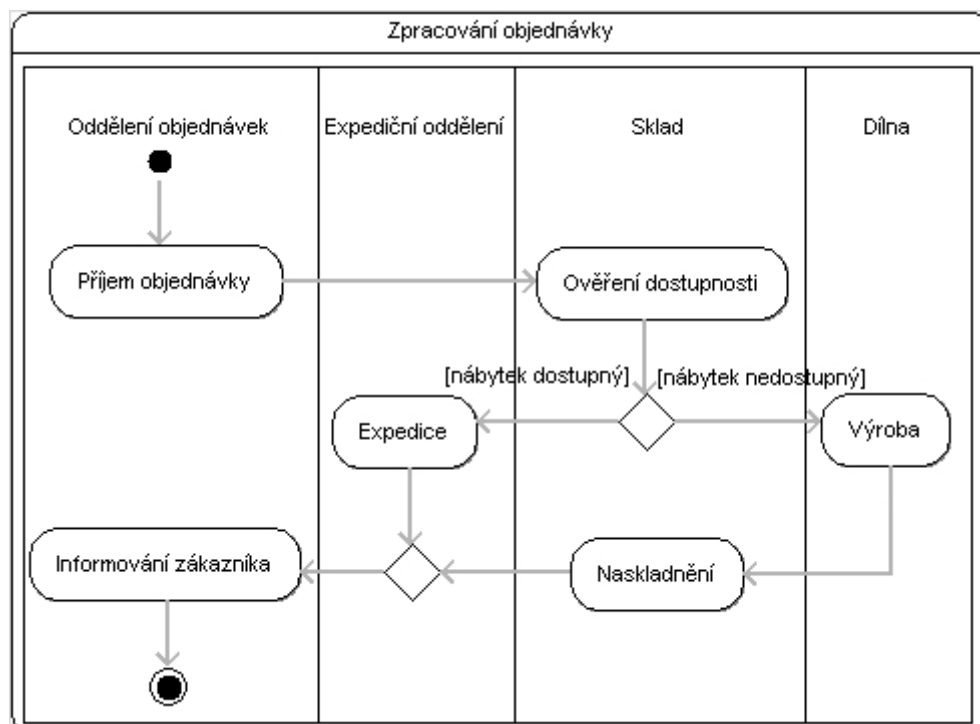 Zpracování objednávky
Oddělení objednávek
Expediční oddělení
Sklad
Dílna
Příjem objednávky
Ověření dostupnosti
[nábytek dostupný]
[nábytek nedostupný]
Expedice
Výroba
Informování zákazníka
Naskladnění